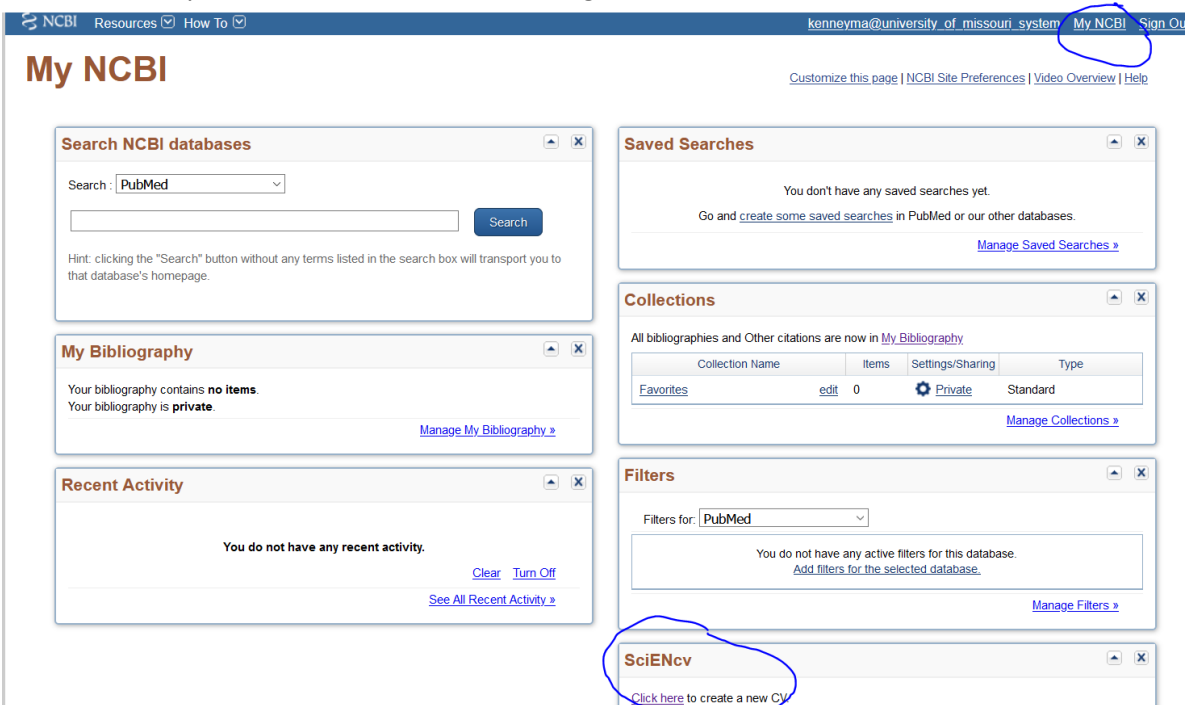 NCBI Resources How To kenneyma@university_of_missouri_system My NCBI Sign Ou
My NCBI
Customize this page | NCBI Site Preferences | Video Overview | Help
Search NCBI databases
Search : PubMed
Search
Hint: clicking the "Search" button without any terms listed in the search box will transport you to
that database's homepage.
My Bibliography
Your bibliography contains no items.
Your bibliography is private.
Manage My Bibliography »
Recent Activity
You do not have any recent activity.
Clear Turn Off
See All Recent Activity »
Saved Searches
You don't have any saved searches yet.
Go and create some saved searches in PubMed or our other databases.
Manage Saved Searches »
Collections
All bibliographies and Other citations are now in My Bibliography
Collection Name Items Settings/Sharing Type
Favorites edit 0 Private Standard
Manage Collections »
Filters
Filters for: PubMed
You do not have any active filters for this database.
Add filters for the selected database.
Manage Filters »
SciENcv
Click here to create a new CV.